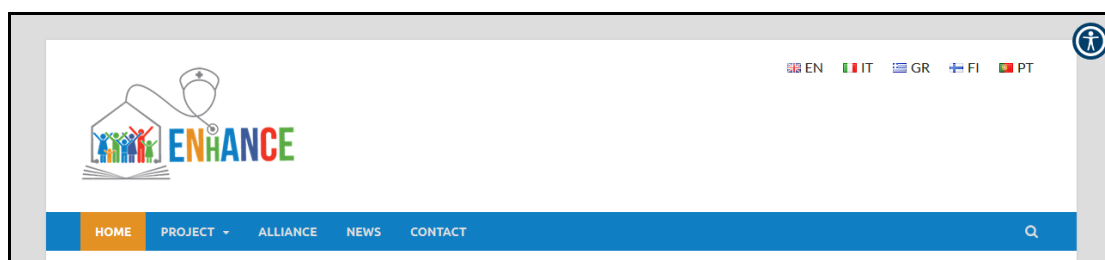 EN IT GR FI PT
ENhANCE
HOME PROJECT ALLIANCE NEWS CONTACT